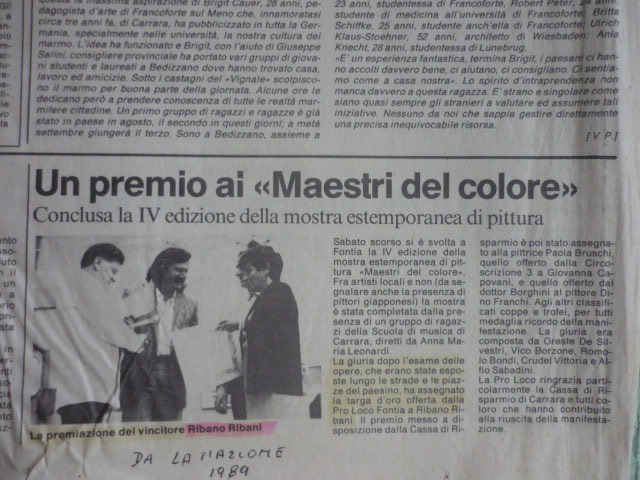 questa massima aspirazione di Brigit Cauer, 28 anni, pe-
dagogista d'arte di Francoforte sul Meno che, innamoratasi
circa tre anni fa, di Carrara, ha pubblicizzato in tutta la Ger-
mania, specialmente nelle università, la nostra cultura del
marmo. L'idea ha funzionato e Brigit, con l'aiuto di Giuseppe
Salini, consigliere provinciale ha portato vari gruppi di giova-
ni studenti e laureati a Bedizzano dove hanno trovato casa,
lavoro ed amicizie. Sotto i castagni del «Vignale» scolpisco-
no il marmo per buona parte della giornata. Alcune ore le
dedicano però a prendere conoscenza di tutte le realtà mar-
mifere cittadine. Un primo gruppo di ragazzi e ragazze è già
stato in paese in agosto, il secondo in questi giorni; a metà
settembre giungerà il terzo. Sono a Bedizzano, assieme a
23 anni, studentessa di Francoforte, Robert Peter, 24 anni,
studente di medicina all'università di Francoforte; Britta
Schiffke, 25 anni, studente anch'ella di Francoforte; Ulrich
Klaus-Stoehner, 52 anni, architetto di Wiesbaden; Ania
Knecht, 28 anni, studentessa di Lunebrug.
«E' un esperienza fantastica, termina Brigit, i paesani ci han-
no accolti davvero bene, ci aiutano, ci consigliano. Ci sentia-
mo come a casa nostra». Lo spirito d'intraprendenza non
manca davvero a questa ragazza. E' strano e singolare come
siano quasi sempre gli stranieri a valutare ed assumere tali
iniziative. Nessuno da noi che sappia gestire direttamente
una precisa inequivocabile risorsa.
[V. P.]
Un premio ai «Maestri del colore»
Conclusa la IV edizione della mostra estemporanea di pittura
La premiazione del vincitore Ribano Ribani
Sabato scorso si è svolta a
Fontia la IV edizione della
mostra estemporanea di pit-
tura «Maestri del colore».
Fra artisti locali e non (da se-
gnalare anche la presenza di
pittori giapponesi) la mostra
è stata completata dalla pre-
senza di un gruppo di ragaz-
zi della Scuola di musica di
Carrara, diretti da Anna Ma-
ria Leonardi.
La giuria dopo l'esame delle
opere, che erano state espo-
ste lungo le strade e le piaz-
ze del paesino, ha assegnato
la targa d'oro offerta dalla
Pro Loco Fontia a Ribano Ri-
bani. Il premio messo a di-
sposizione dalla Cassa di Ri-
sparmio è poi stato assegna-
to alla pittrice Paola Bruschi,
quello offerto dalla Circo-
scrizione 3 a Giovanna Ca-
povani, e quello offerto dal
dottor Borghini al pittore Di-
no Franchi. Agli altri classifi-
cati coppe e trofei, per tutti
medaglia ricordo della mani-
festazione. La giuria era
composta da Oreste De Sil-
vestri, Vico Borzone, Romo-
lo Bondi, Crudel Vittoria e Al-
fio Sabadini.
La Pro Loco ringrazia parti-
colarmente la Cassa di Ri-
sparmio di Carrara e tutti co-
loro che hanno contribuito
alla riuscita della manifesta-
zione.
DA LA NAZIONE
1989